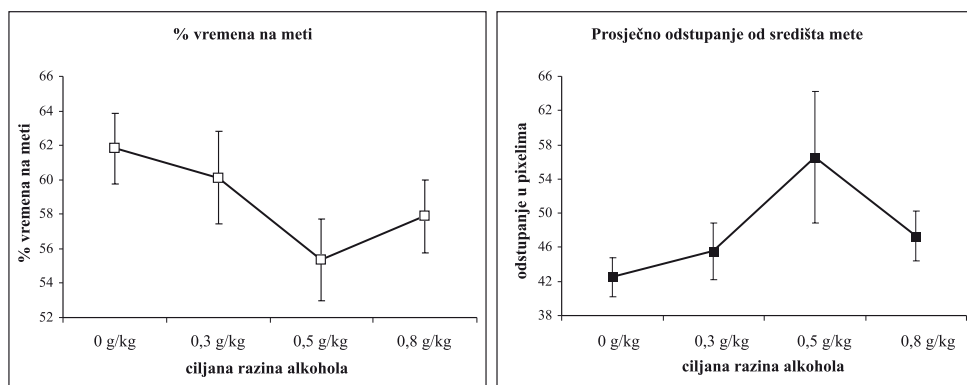 % vremena na meti
% vremena na meti
66
64
62
60
58
56
54
52
0 g/kg 0,3 g/kg 0,5 g/kg 0,8 g/kg
ciljana razina alkohola
Prosječno odstupanje od središta mete
odstupanje u pixelima
66
62
58
54
50
46
42
38
0 g/kg 0,3 g/kg 0,5 g/kg 0,8 g/kg
ciljana razina alkohola